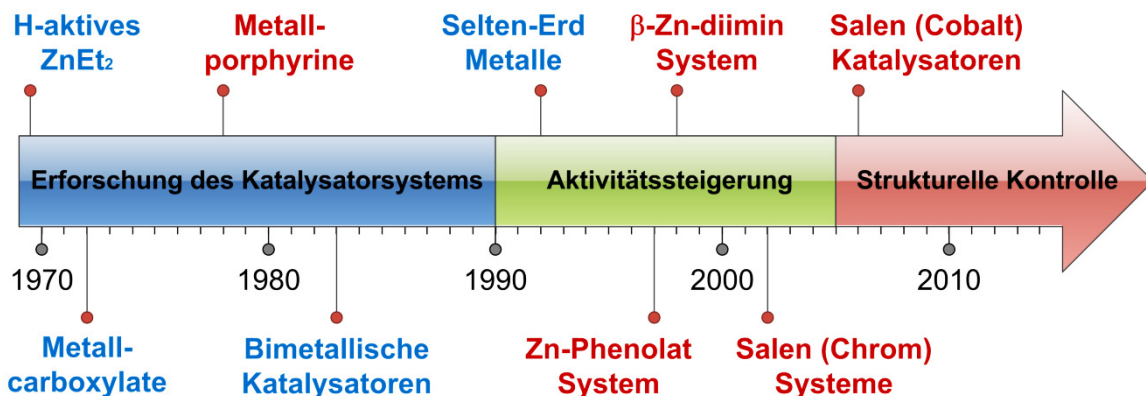 H-aktives
ZnEt₂
Metall-
porphyrine
Selten-Erd
Metalle
β-Zn-diimin
System
Salen (Cobalt)
Katalysatoren
Erforschung des Katalysatorsystems
Aktivitätssteigerung
Strukturelle Kontrolle
1970
1980
1990
2000
2010
Metall-
carboxylate
Bimetallische
Katalysatoren
Zn-Phenolat
System
Salen (Chrom)
Systeme